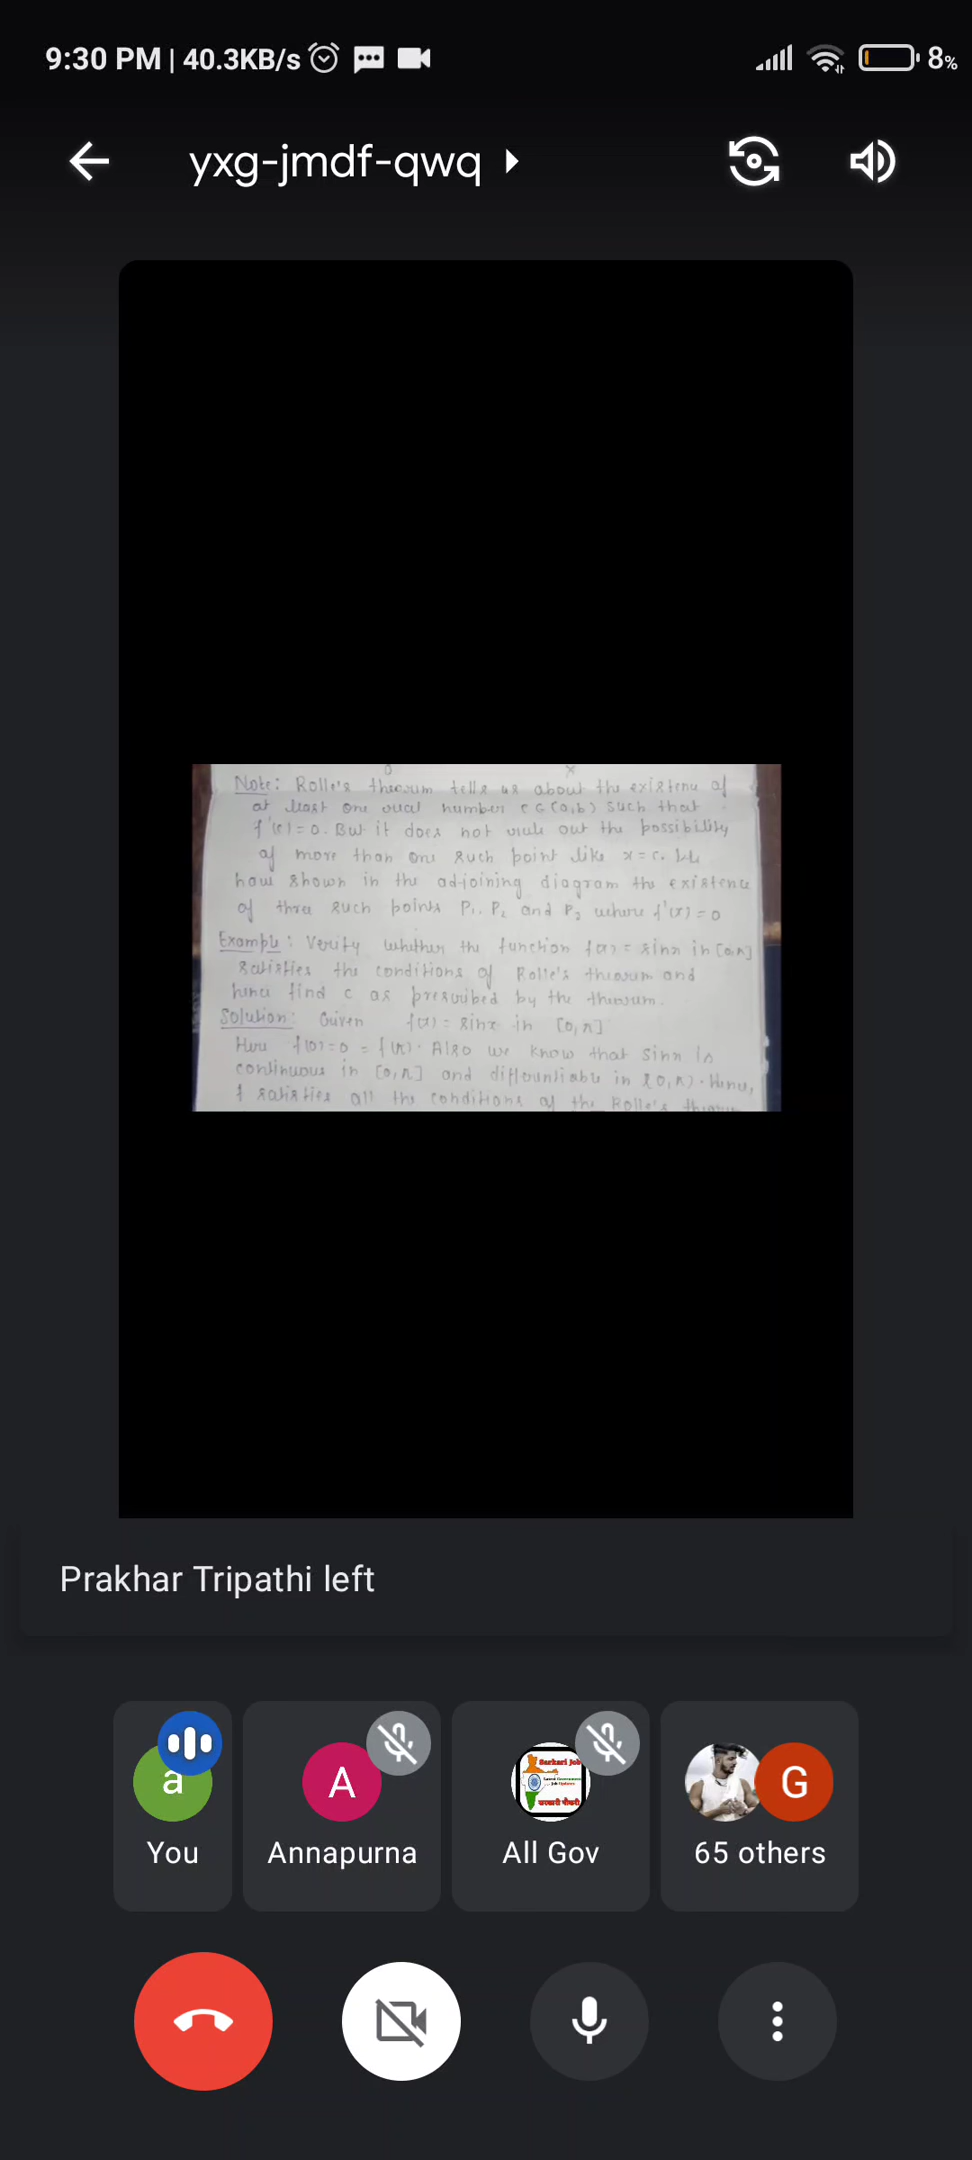 9:30 PM | 40.3KB/s
8%
yxg-jmdf-qwq
Note: Rolle's theorem tells us about the existence of
at least one real number c∈(a,b) such that
f'(c)=0. But it does not rule out the possibility
of more than one such point like x=c. We
have shown in the adjoining diagram the existence
of three such points P₁, P₂ and P₃ where f'(x)=0
Example: Verify whether the function f(x)=sinx in [0,π]
satisfies the conditions of Rolle's theorem and
hence find c as prescribed by the theorem.
Solution: Given f(x)=sinx in [0,π]
Here f(0)=0=f(π). Also we know that sinx is
continuous in [0,π] and differentiable in (0,π). Hence,
f satisfies all the conditions of the Rolle's
Prakhar Tripathi left
a
A
Sarkari Job
G
You
Annapurna
All Gov
65 others